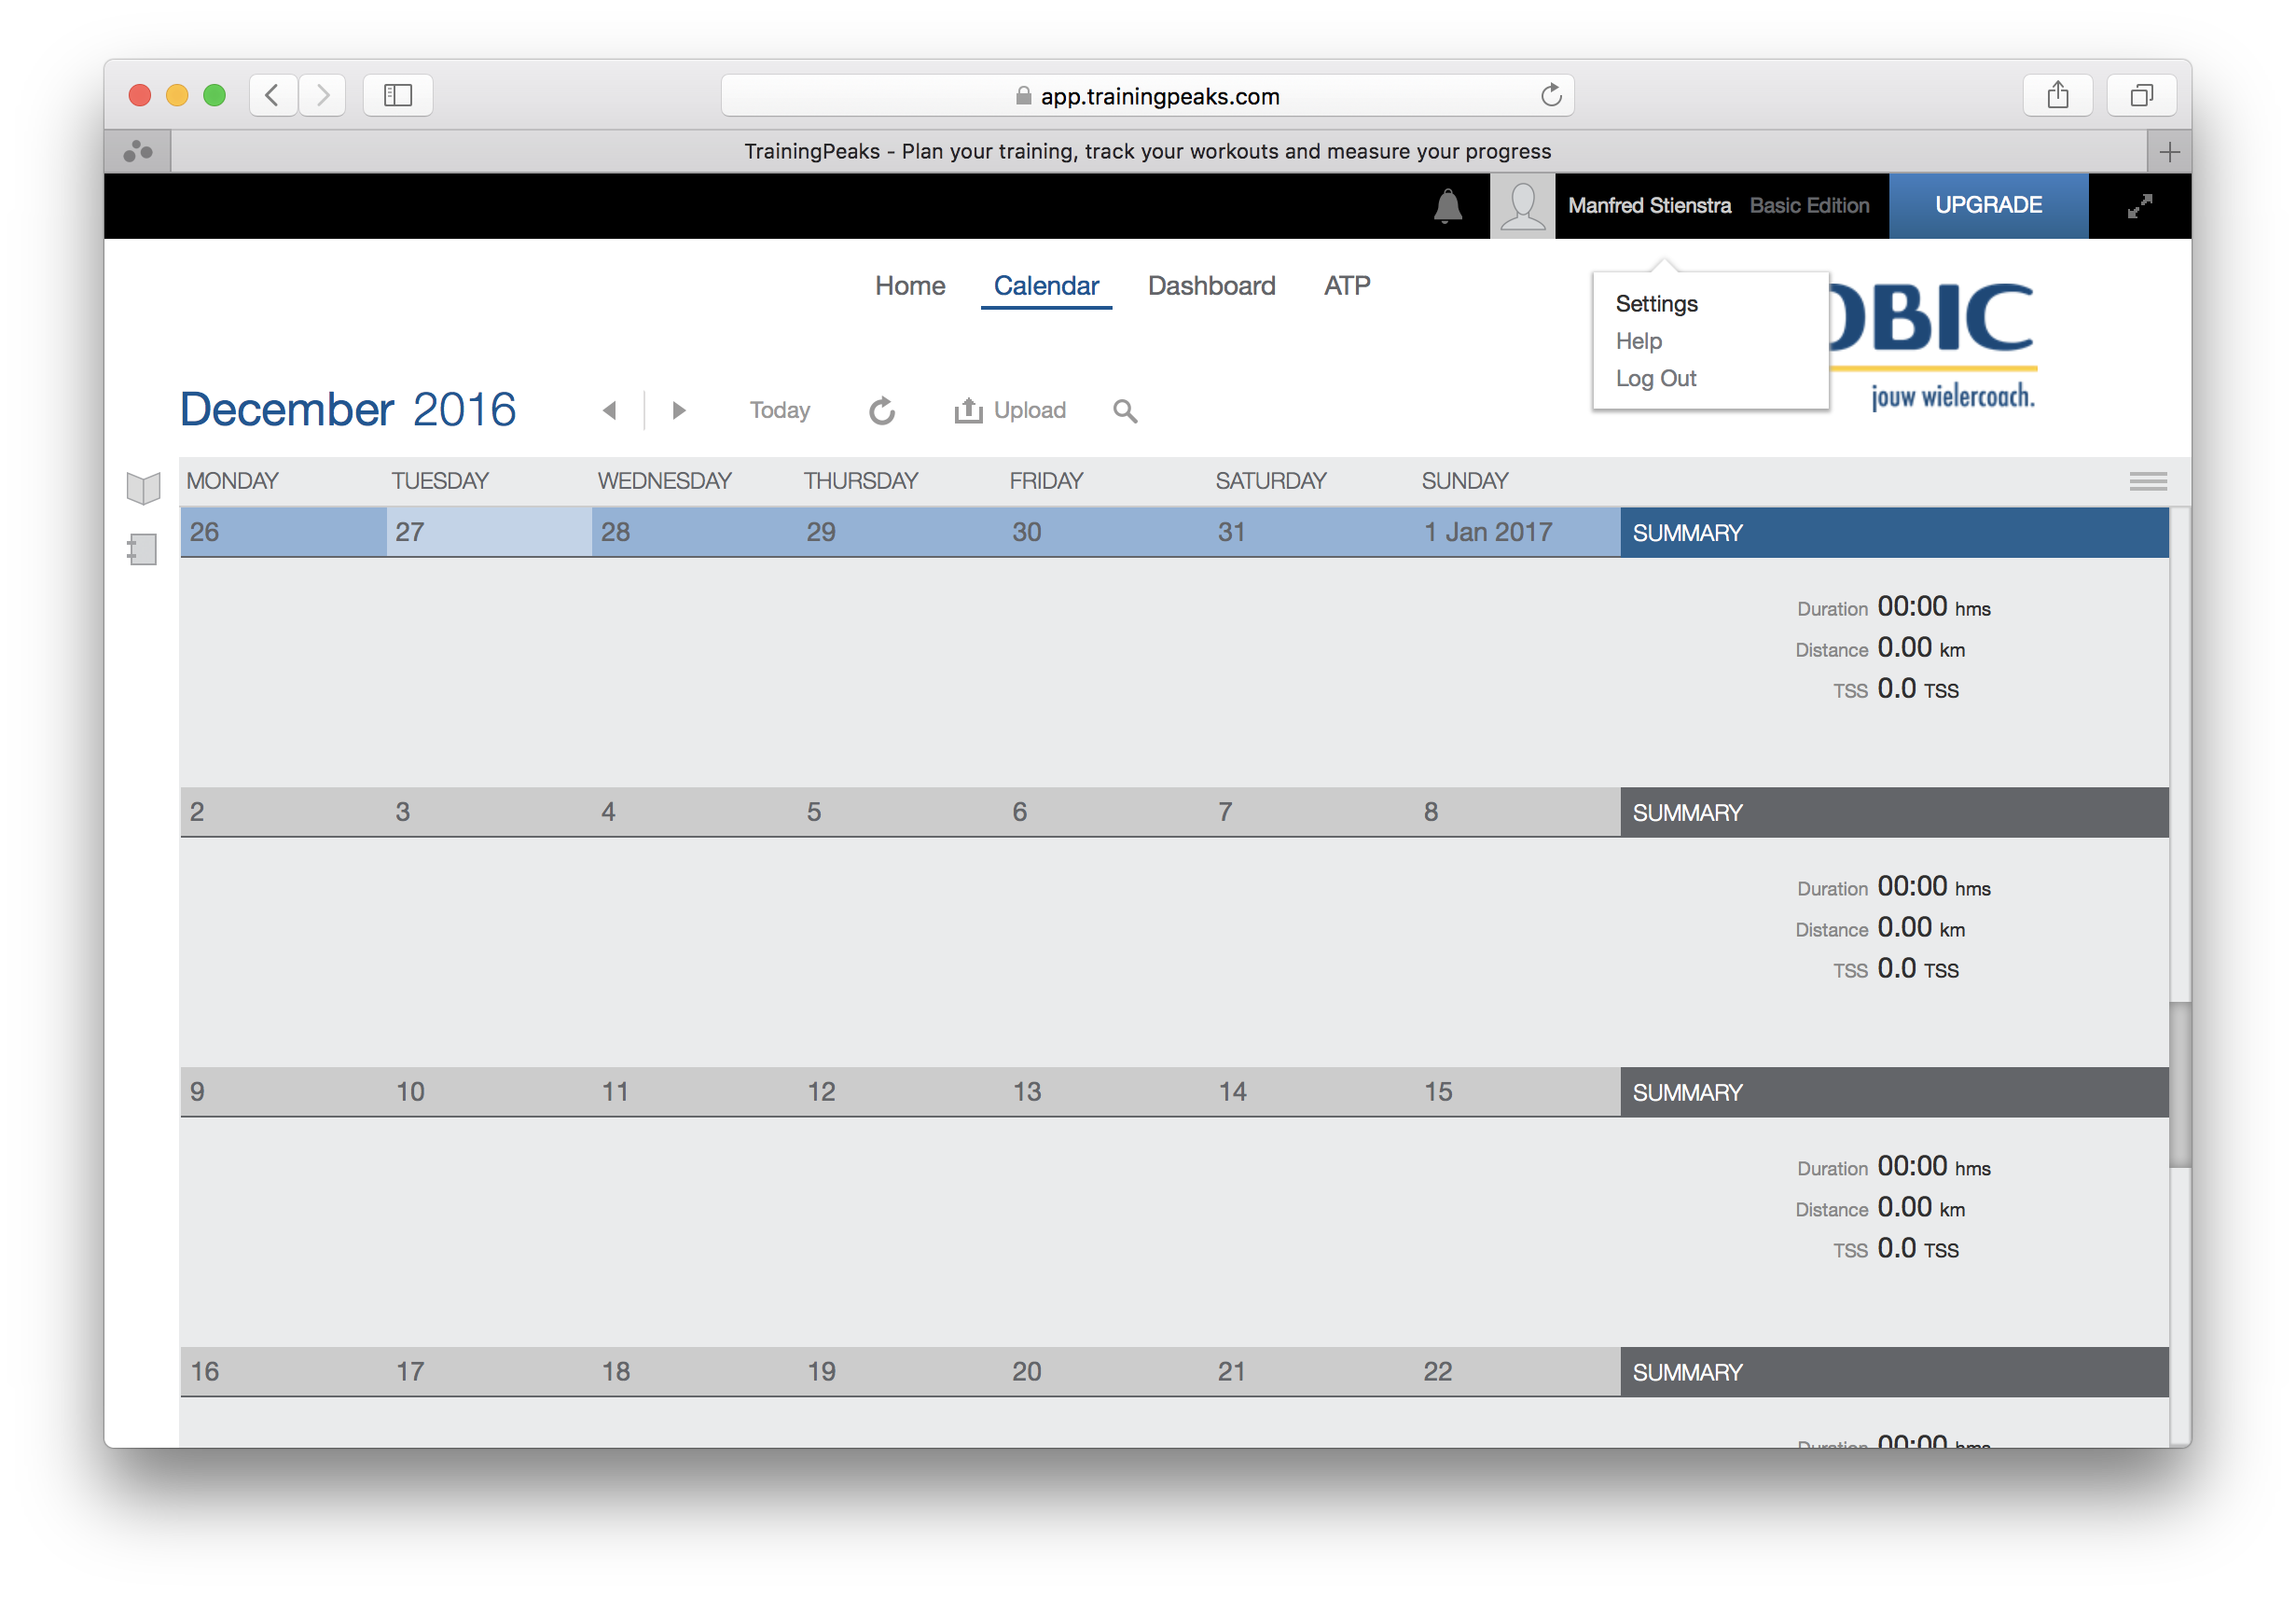 app.trainingpeaks.com
TrainingPeaks - Plan your training, track your workouts and measure your progress
Manfred Stienstra Basic Edition UPGRADE
Home Calendar Dashboard ATP
Settings
Help
Log Out
OBIC
jouw wielercoach.
December 2016 Today Upload
MONDAY TUESDAY WEDNESDAY THURSDAY FRIDAY SATURDAY SUNDAY
26 27 28 29 30 31 1 Jan 2017 SUMMARY
Duration 00:00 hms
Distance 0.00 km
TSS 0.0 TSS
2 3 4 5 6 7 8 SUMMARY
Duration 00:00 hms
Distance 0.00 km
TSS 0.0 TSS
9 10 11 12 13 14 15 SUMMARY
Duration 00:00 hms
Distance 0.00 km
TSS 0.0 TSS
16 17 18 19 20 21 22 SUMMARY
Duration 00:00 hms